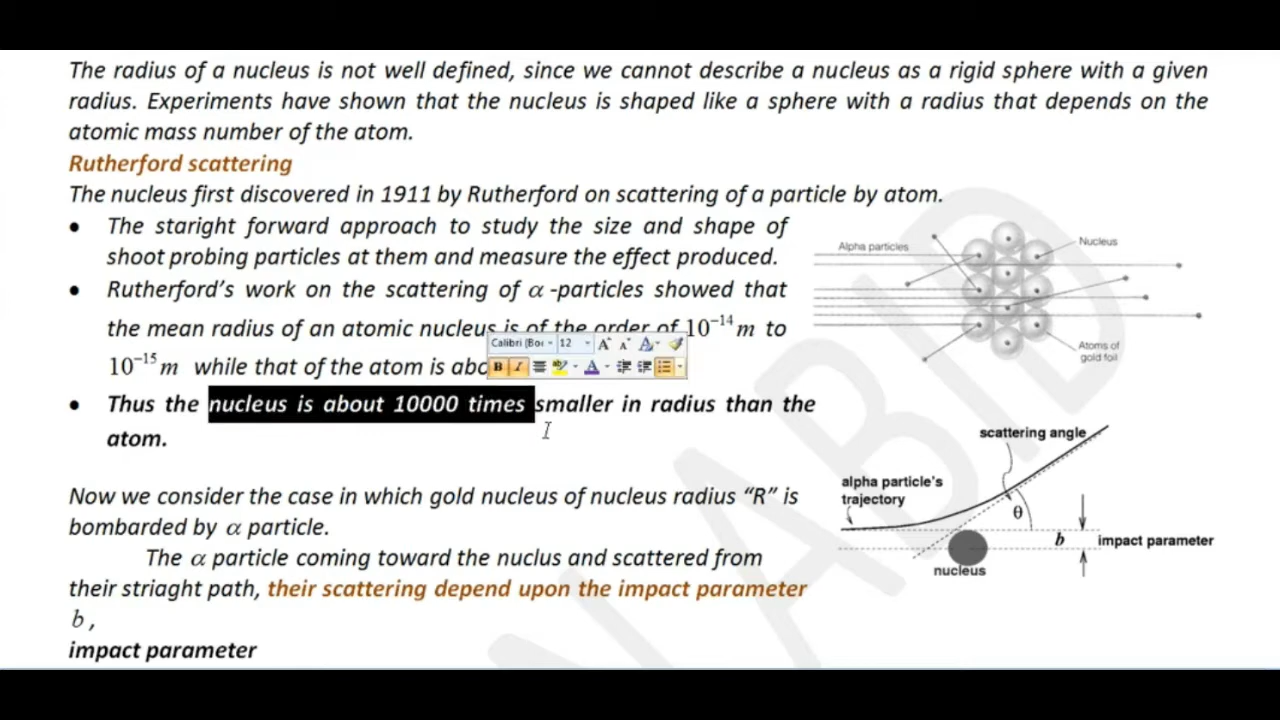 The radius of a nucleus is not well defined, since we cannot describe a nucleus as a rigid sphere with a given
radius. Experiments have shown that the nucleus is shaped like a sphere with a radius that depends on the
atomic mass number of the atom.
Rutherford scattering
The nucleus first discovered in 1911 by Rutherford on scattering of a particle by atom.
• The staright forward approach to study the size and shape of
shoot probing particles at them and measure the effect produced.
• Rutherford's work on the scattering of α -particles showed that
the mean radius of an atomic nucleus is of the order of 10⁻¹⁴ m to
10⁻¹⁵ m while that of the atom is abo
Calibri (Boı 12 A A A
B I A
• Thus the nucleus is about 10000 times smaller in radius than the
atom.
Alpha particles
Nucleus
Atoms of
gold foil
Now we consider the case in which gold nucleus of nucleus radius "R" is
bombarded by α particle.
The α particle coming toward the nuclus and scattered from
their striaght path, their scattering depend upon the impact parameter
b ,
impact parameter
scattering angle
alpha particle's
trajectory
θ
b
impact parameter
nucleus